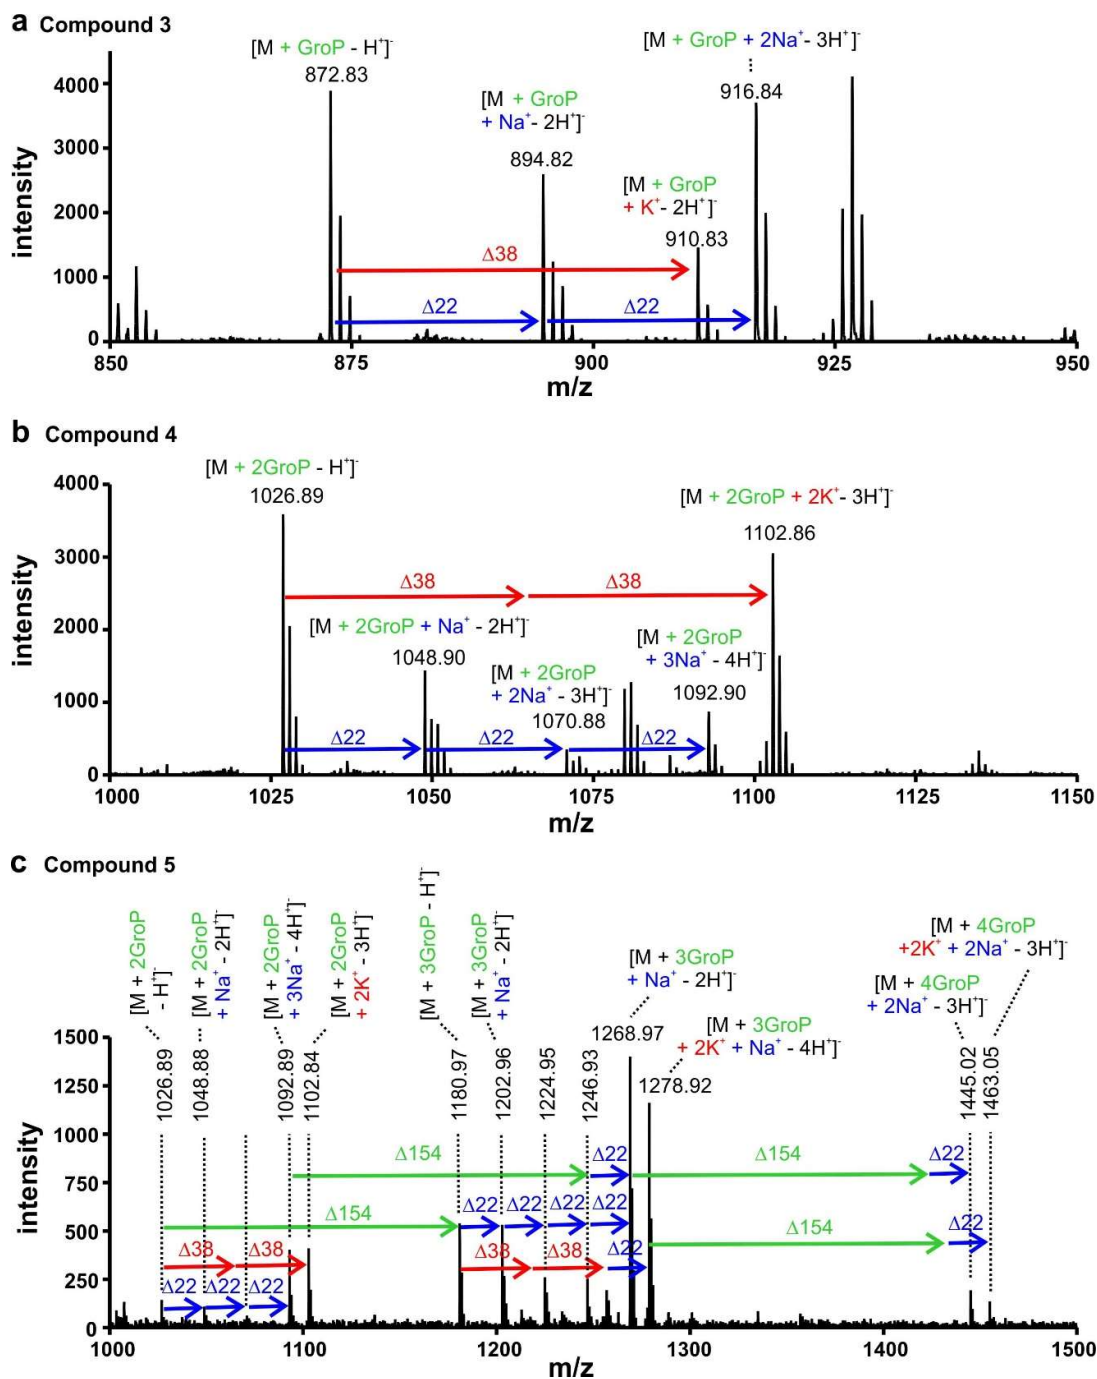 a Compound 3
[M + GroP - H⁺]⁻
872.83
[M + GroP
+ Na⁺- 2H⁺]⁻
894.82
[M + GroP
+ K⁺- 2H⁺]⁻
910.83
[M + GroP + 2Na⁺- 3H⁺]⁻
916.84
Δ38
Δ22
Δ22
intensity
4000
3000
2000
1000
0
850
875
900
925
950
m/z
b Compound 4
[M + 2GroP - H⁺]⁻
1026.89
[M + 2GroP + 2K⁺- 3H⁺]⁻
1102.86
Δ38
Δ38
[M + 2GroP + Na⁺ - 2H⁺]⁻
1048.90
[M + 2GroP
+ 2Na⁺ - 3H⁺]⁻
1070.88
[M + 2GroP
+ 3Na⁺ - 4H⁺]⁻
1092.90
Δ22
Δ22
Δ22
intensity
4000
3000
2000
1000
0
1000
1025
1050
1075
1100
1125
1150
m/z
c Compound 5
[M + 2GroP
- H⁺]⁻
1026.89
[M + 2GroP
+ Na⁺ - 2H⁺]⁻
1048.88
[M + 2GroP
+ 3Na⁺ - 4H⁺]⁻
1092.89
[M + 2GroP
+ 2K⁺ - 3H⁺]⁻
1102.84
[M + 3GroP - H⁺]⁻
1180.97
[M + 3GroP
+ Na⁺ - 2H⁺]⁻
1202.96
1224.95
1246.93
[M + 3GroP
+ Na⁺ - 2H⁺]⁻
1268.97
[M + 3GroP
+ 2K⁺ + Na⁺ - 4H⁺]⁻
1278.92
[M + 4GroP
+2K⁺ + 2Na⁺ - 3H⁺]⁻
[M + 4GroP
+ 2Na⁺ - 3H⁺]⁻
1445.02
1463.05
Δ154
Δ22
Δ154
Δ22
Δ154
Δ22
Δ22
Δ22
Δ22
Δ154
Δ22
Δ38
Δ38
Δ38
Δ38
Δ22
Δ22
Δ22
Δ22
intensity
1500
1250
1000
750
500
250
0
1000
1100
1200
1300
1400
1500
m/z